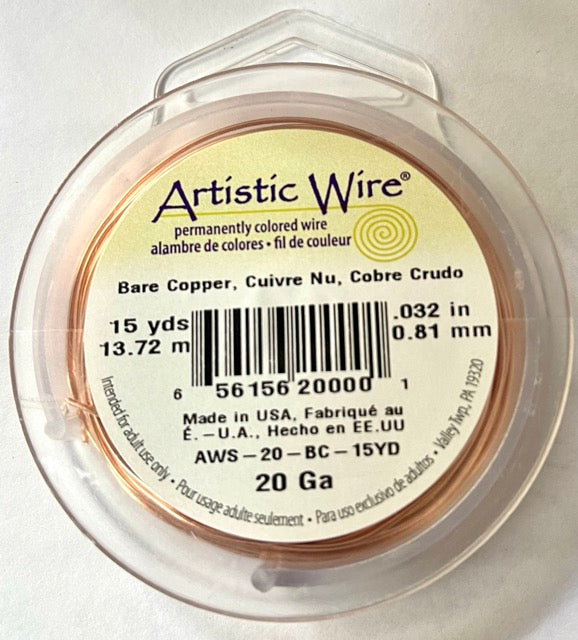 Artistic Wire®
permanently colored wire
alambre de colores • fil de couleur
Bare Copper, Cuivre Nu, Cobre Crudo
15 yds
13.72 m
.032 in
0.81 mm
6 56156 20000 1
Made in USA, Fabriqué au
É. – U.A., Hecho en EE.UU
AWS – 20 – BC – 15YD
20 Ga
Intended for adult use only. • Pour usage adulte seulement • Para uso exclusivo de adultos. • Valley Twp., PA 19320